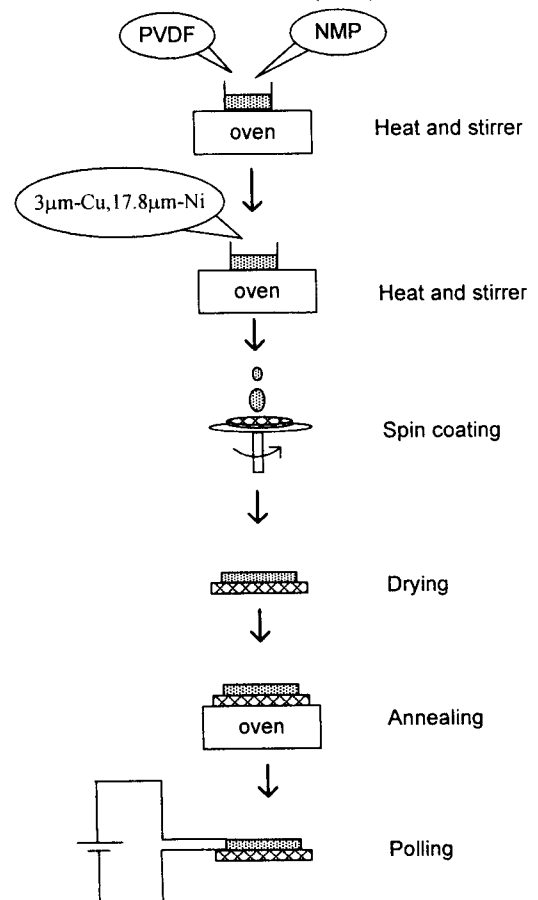 PVDF
NMP
oven
Heat and stirrer
3μm-Cu,17.8μm-Ni
oven
Heat and stirrer
Spin coating
Drying
oven
Annealing
Polling